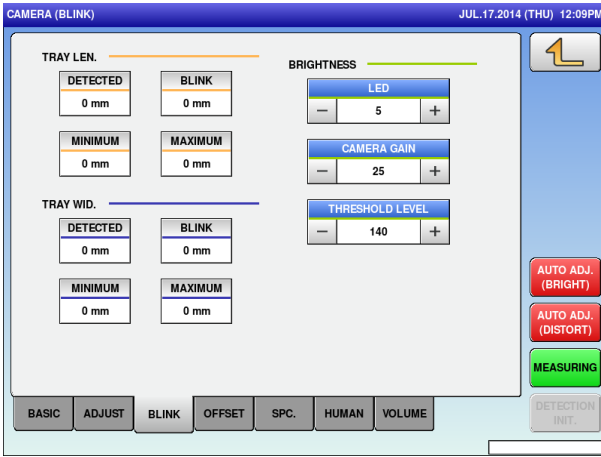 CAMERA (BLINK) JUL.17.2014 (THU) 12:09PM
TRAY LEN.
DETECTED BLINK
0 mm 0 mm
MINIMUM MAXIMUM
0 mm 0 mm
TRAY WID.
DETECTED BLINK
0 mm 0 mm
MINIMUM MAXIMUM
0 mm 0 mm
BRIGHTNESS
LED
− 5 +
CAMERA GAIN
− 25 +
THRESHOLD LEVEL
− 140 +
AUTO ADJ.
(BRIGHT)
AUTO ADJ.
(DISTORT)
MEASURING
DETECTION
INIT.
BASIC ADJUST BLINK OFFSET SPC. HUMAN VOLUME